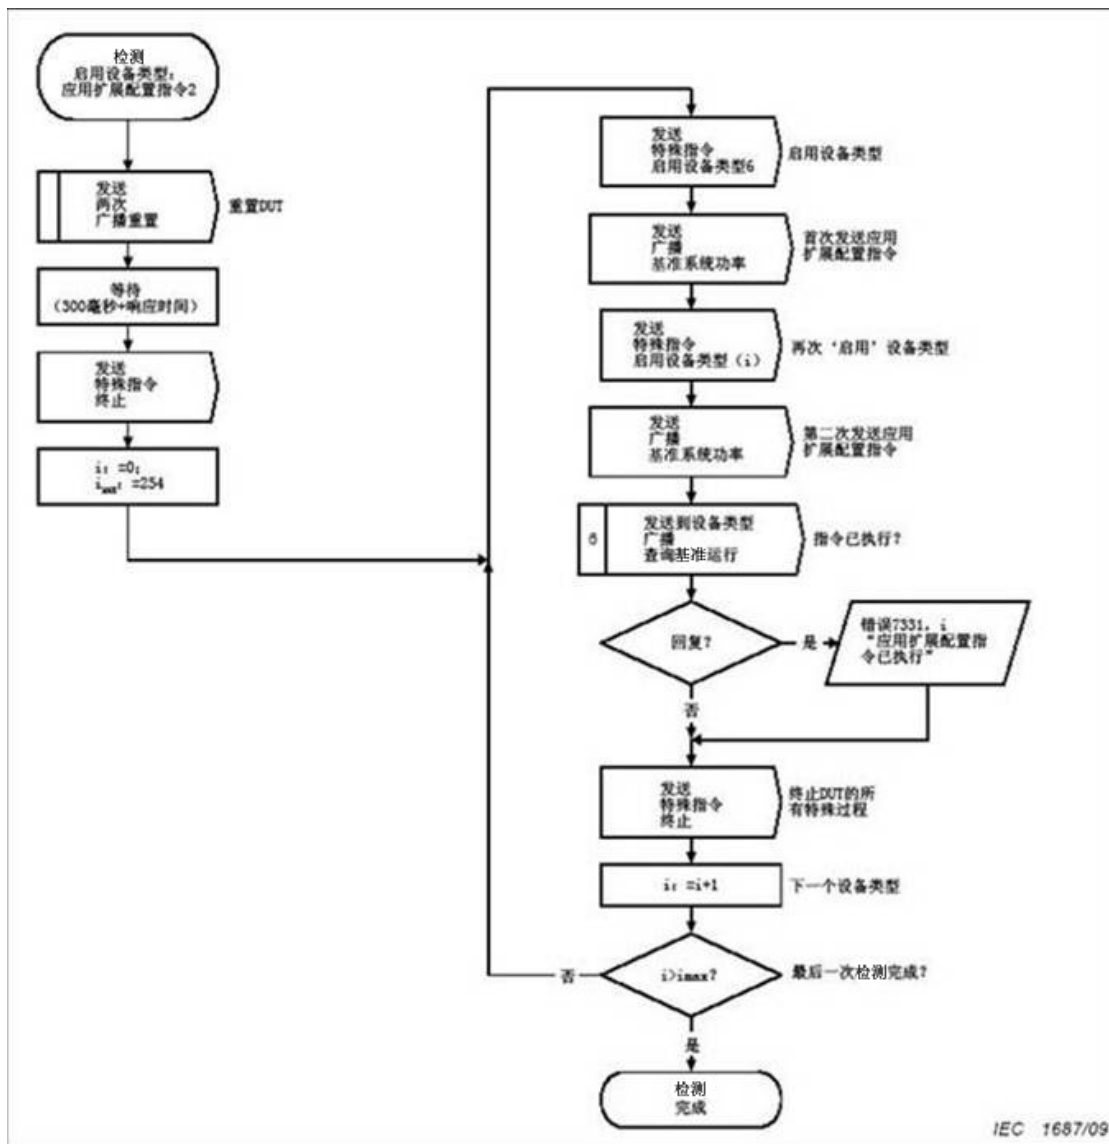 检测
启用设备类型:
应用扩展配置指令2
发送
两次
广播重置
重置DUT
等待
(300毫秒+响应时间)
发送
特殊指令
终止
i: =0;
imax: =254
发送
特殊指令
启用设备类型6
启用设备类型
发送
广播
基准系统功率
首次发送应用
扩展配置指令
发送
特殊指令
启用设备类型(i)
再次‘启用’设备类型
发送
广播
基准系统功率
第二次发送应用
扩展配置指令
6
发送到设备类型
广播
查询基准运行
指令已执行?
回复?
是
错误7331, i
“应用扩展配置指
令已执行”
否
发送
特殊指令
终止
终止DUT的所
有特殊过程
i: =i+1
下一个设备类型
否
i>imax?
最后一次检测完成?
是
检测
完成
IEC 1687/09